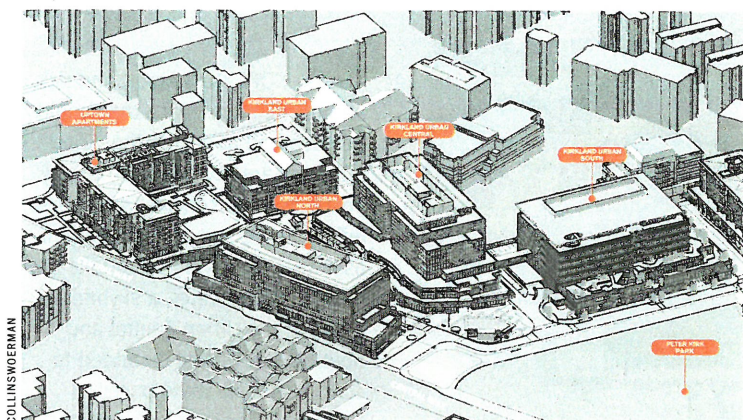 UPTOWN
APARTMENTS
KIRKLAND URBAN
EAST
KIRKLAND URBAN
CENTRAL
KIRKLAND URBAN
SOUTH
KIRKLAND URBAN
NORTH
PETER KIRK
PARK
COLLINSWOERMAN